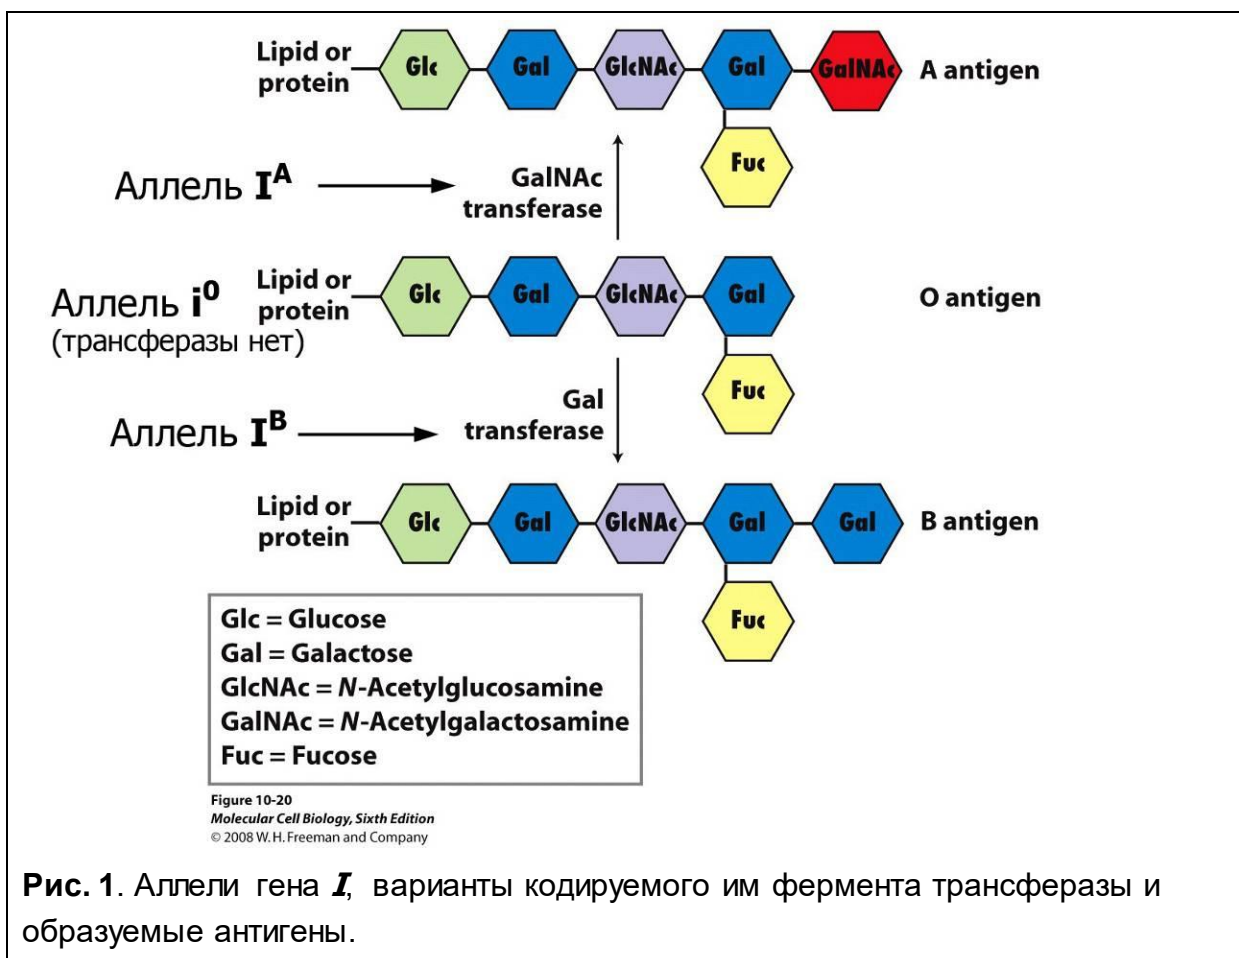 Lipid or protein Glc Gal GlcNAc Gal GalNAc A antigen
Fuc
Аллель I^A GalNAc transferase
Аллель i^0 (трансферазы нет) Lipid or protein Glc Gal GlcNAc Gal O antigen
Fuc
Аллель I^B Gal transferase
Lipid or protein Glc Gal GlcNAc Gal Gal B antigen
Fuc
Glc = Glucose
Gal = Galactose
GlcNAc = N-Acetylglucosamine
GalNAc = N-Acetylgalactosamine
Fuc = Fucose
Figure 10-20
Molecular Cell Biology, Sixth Edition
© 2008 W. H. Freeman and Company
Рис. 1. Аллели гена I, варианты кодируемого им фермента трансферазы и
образуемые антигены.